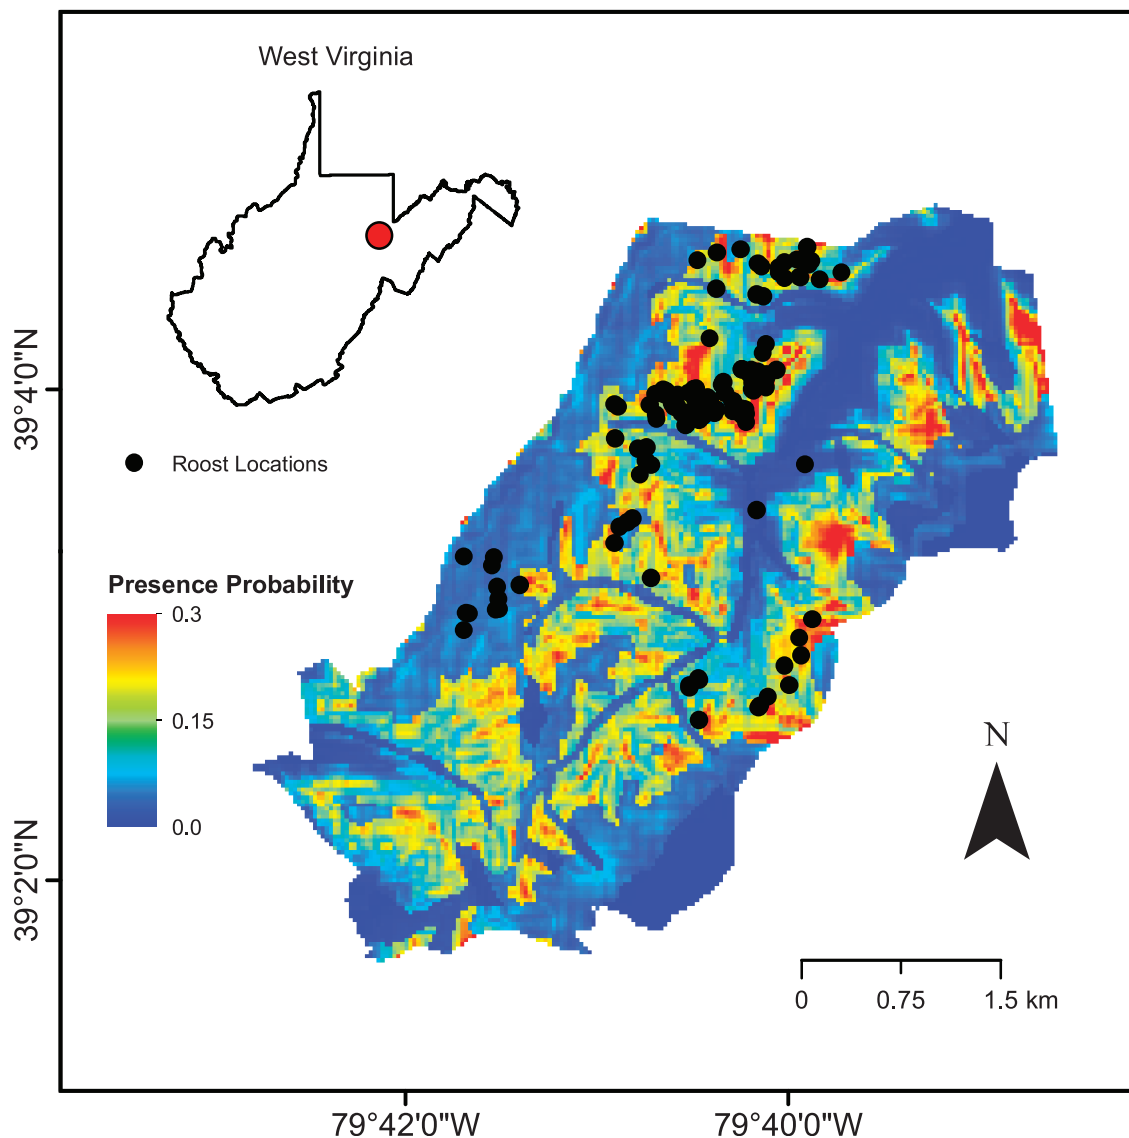 West Virginia
39°4'0"N
Roost Locations
Presence Probability
0.3
0.15
0.0
N
39°2'0"N
0 0.75 1.5 km
79°42'0"W 79°40'0"W